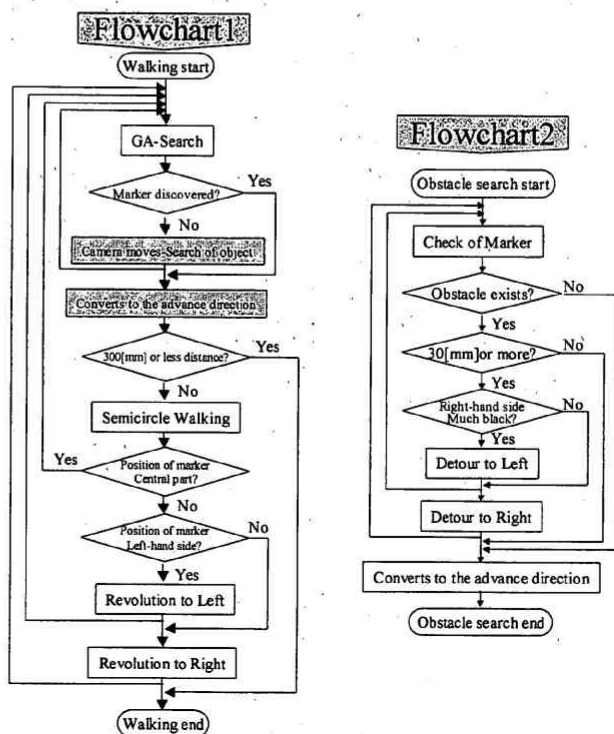 Flowchart1
Walking start
GA-Search
Marker discovered?
Yes
No
Camera moves-Search of object
Converts to the advance direction
300[mm] or less distance?
Yes
No
Semicircle Walking
Yes
Position of marker
Central part?
No
Position of marker
Left-hand side?
No
Yes
Revolution to Left
Revolution to Right
Walking end
Flowchart2
Obstacle search start
Check of Marker
Obstacle exists?
No
Yes
30[mm]or more?
No
Yes
Right-hand side
Much black?
No
Yes
Detour to Left
Detour to Right
Converts to the advance direction
Obstacle search end